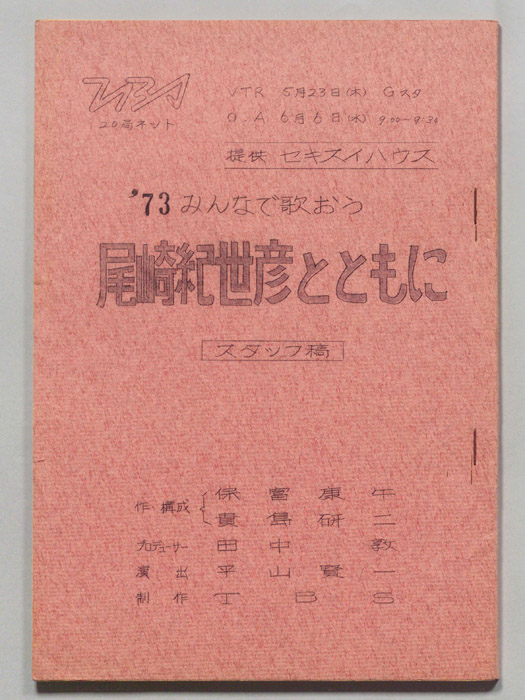 VTR 5月23日(水) Gスタ
20局ネット
O.A 6月6日(水) 9:00~9:30
提供 セキスイハウス
'73 みんなで歌おう
尾崎紀世彦とともに
スタッフ稿
作・構成 保富康午
貴島研二
プロデューサー 田中敦
演出 平山賢一
制作 TBS